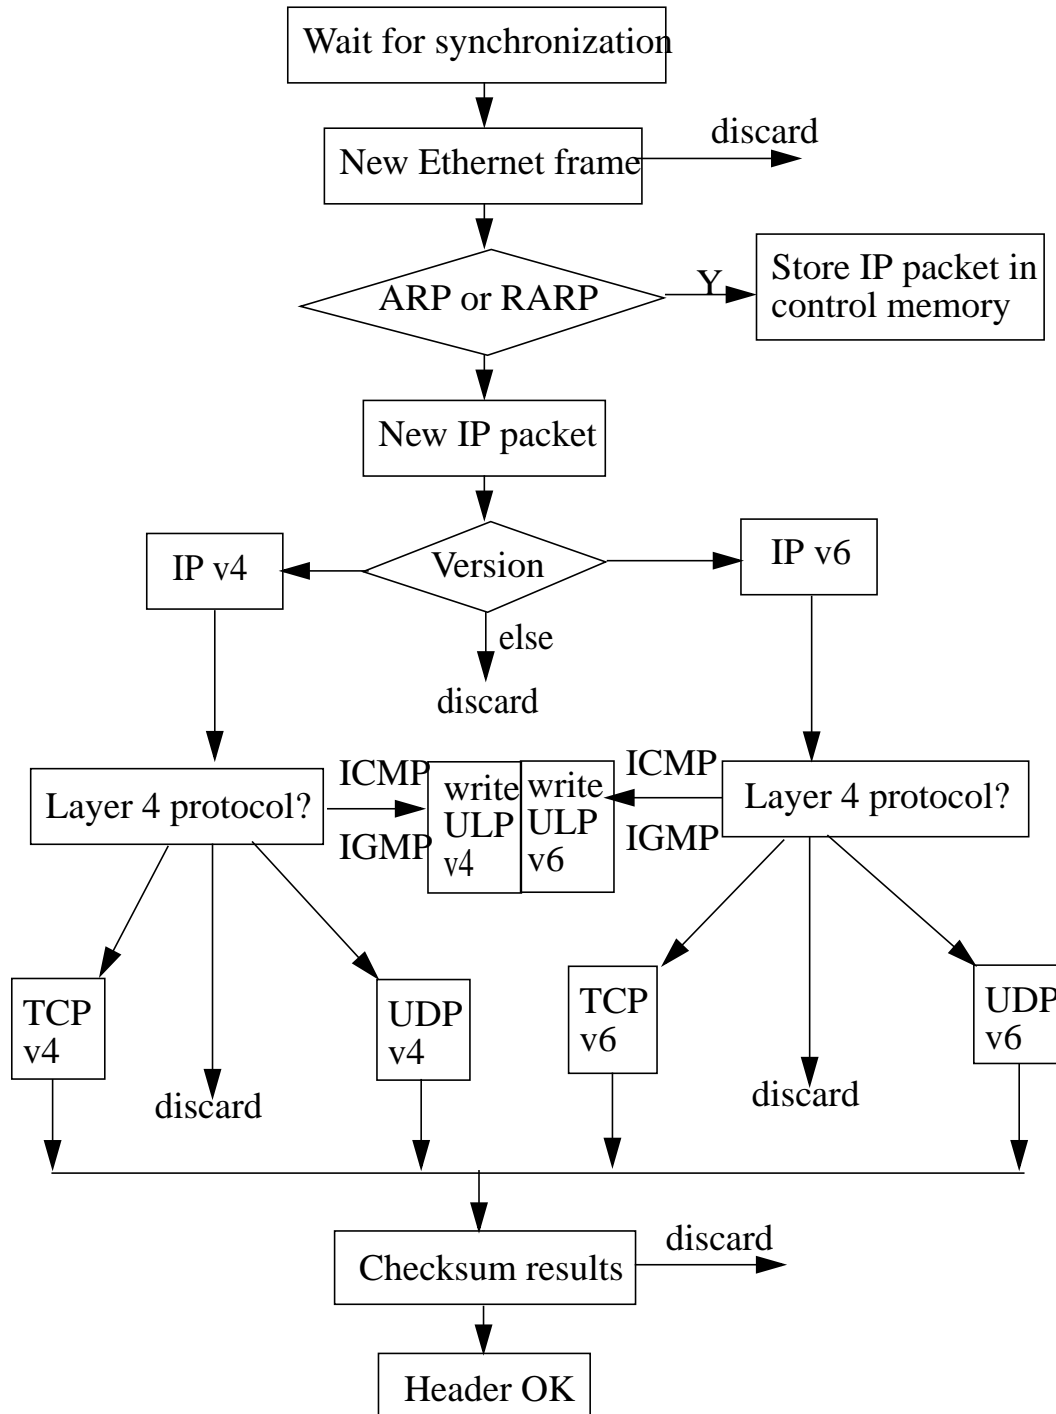 Wait for synchronization
discard
New Ethernet frame
ARP or RARP
Y
Store IP packet in
control memory
New IP packet
IP v4
Version
IP v6
else
discard
Layer 4 protocol?
ICMP
IGMP
write
ULP
v4
write
ULP
v6
ICMP
IGMP
Layer 4 protocol?
TCP
v4
discard
UDP
v4
TCP
v6
discard
UDP
v6
discard
Checksum results
Header OK